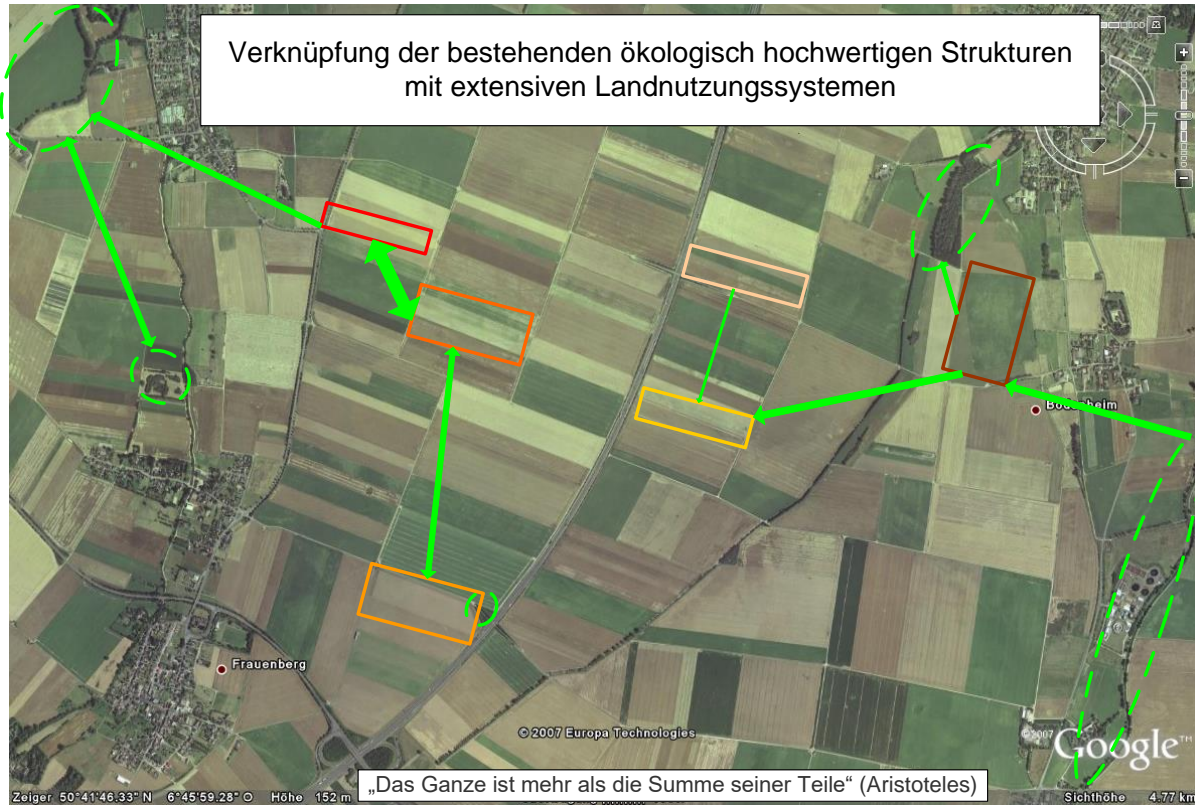 Verknüpfung der bestehenden ökologisch hochwertigen Strukturen
mit extensiven Landnutzungssystemen
Bodenheim
Frauenberg
© 2007 Europa Technologies
©2007 Google™
„Das Ganze ist mehr als die Summe seiner Teile“ (Aristoteles)
Zeiger 50°41'46.33" N 6°45'59.28" O Höhe 152 m
Sichthöhe 4.77 km